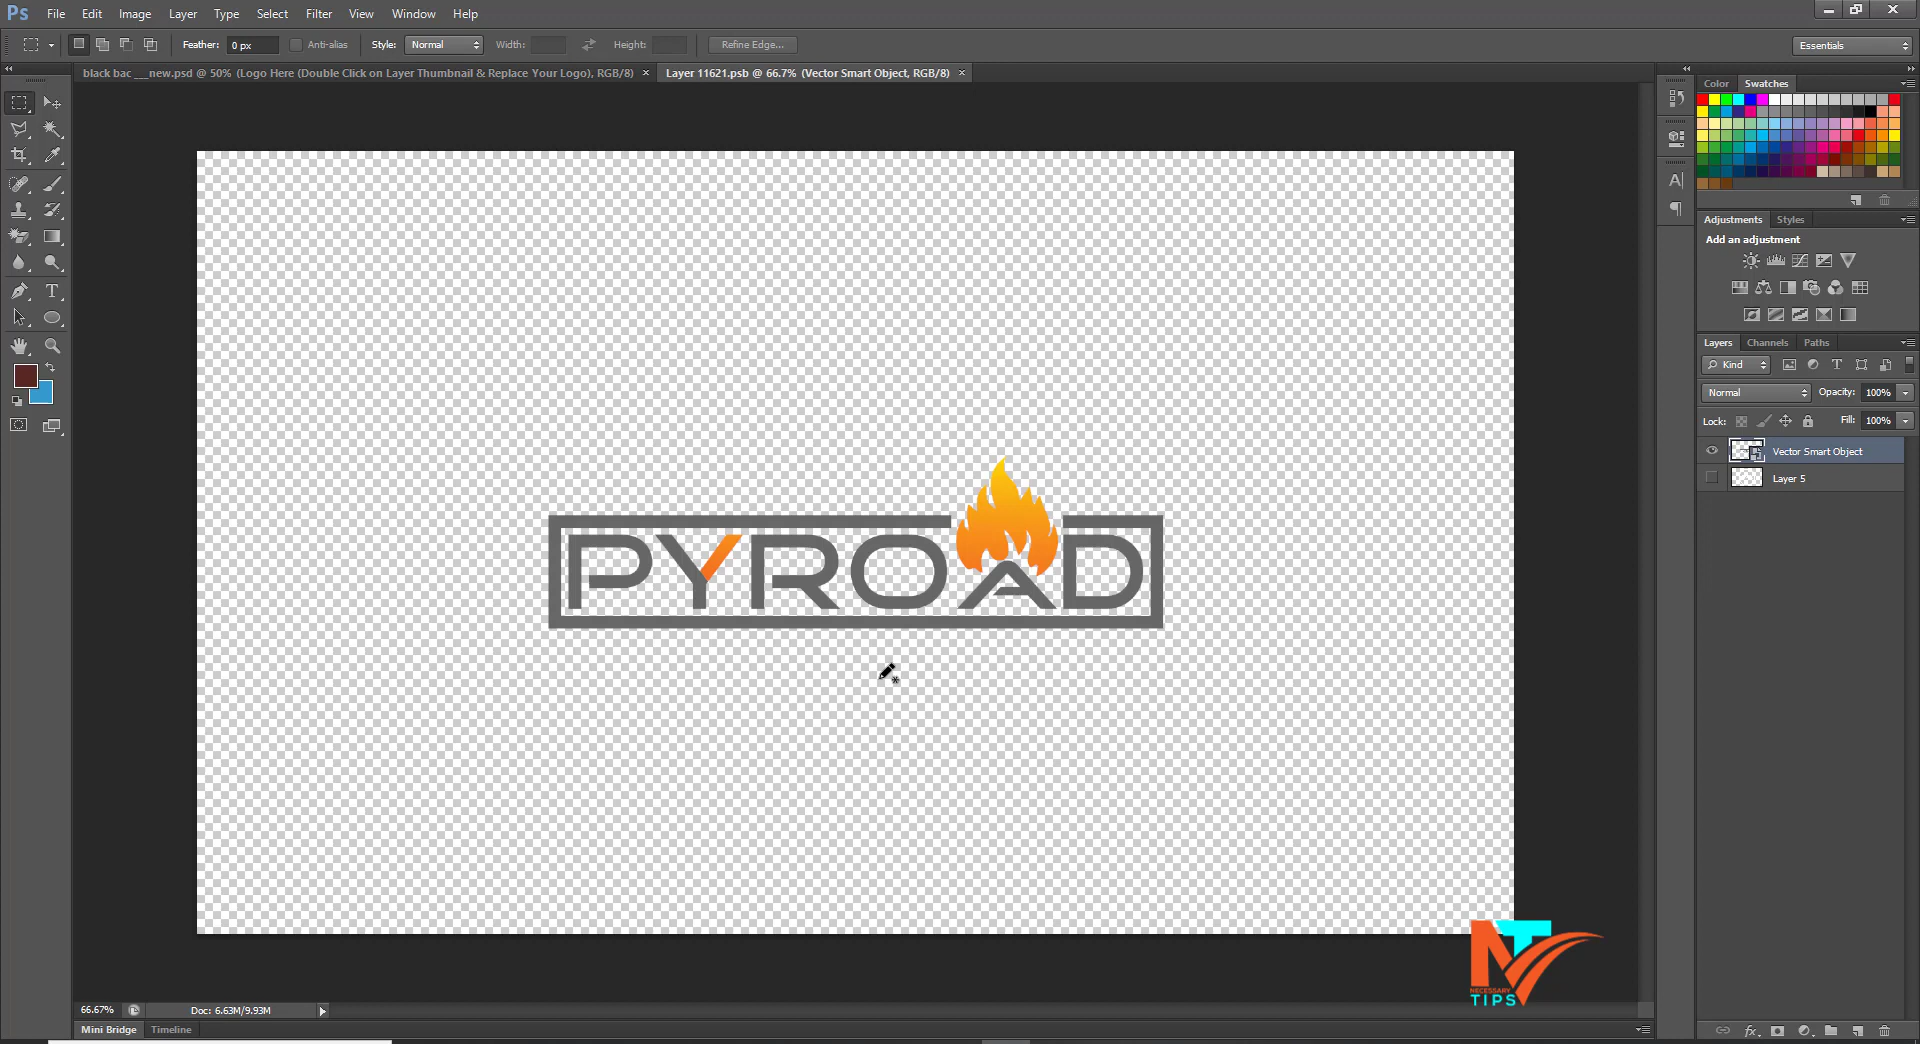 Ps File Edit Image Layer Type Select Filter View Window Help
Feather: 0 px Anti-alias Style: Normal Width: Height: Refine Edge... Essentials
black bac ___new.psd @ 50% (Logo Here (Double Click on Layer Thumbnail & Replace Your Logo), RGB/8) × Layer 11621.psb @ 66.7% (Vector Smart Object, RGB/8) ×
Color Swatches
Adjustments Styles
Add an adjustment
Layers Channels Paths
Kind
Normal Opacity: 100%
Lock: Fill: 100%
Vector Smart Object
Layer 5
PYROAD
NT
NECESSARY
TIPS
66.67% Doc: 6.63M/9.93M
Mini Bridge Timeline